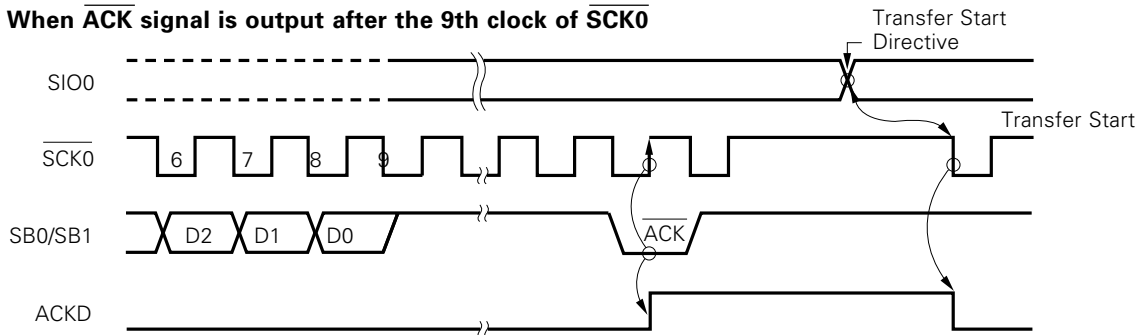 When ACK signal is output after the 9th clock of SCK0
Transfer Start
Directive
SIO0
Transfer Start
SCK0
6 7 8 9
SB0/SB1
D2 D1 D0 ACK
ACKD